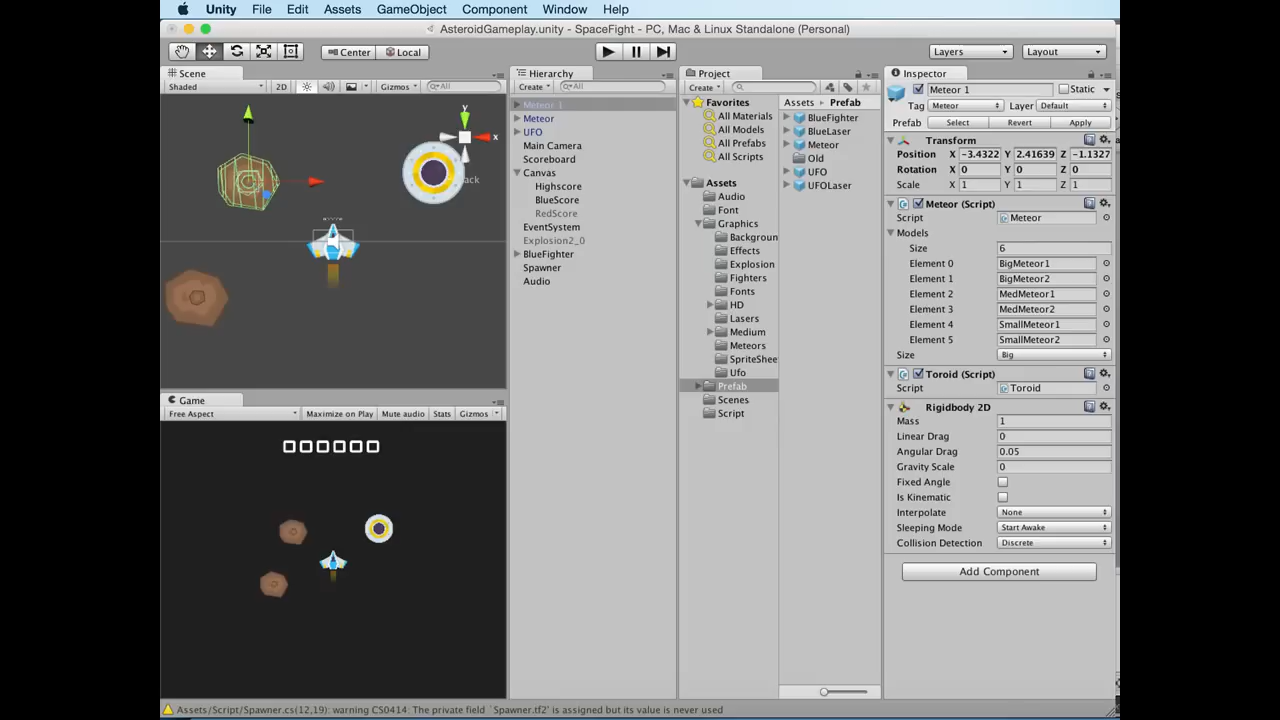 Unity File Edit Assets GameObject Component Window Help
AsteroidGameplay.unity - SpaceFight - PC, Mac & Linux Standalone (Personal)
Center Local Layers Layout
Scene
Shaded 2D Gizmos All
y
x
ack
Game
Free Aspect Maximize on Play Mute audio Stats Gizmos
Hierarchy
Create All
Meteor 1
Meteor
UFO
Main Camera
Scoreboard
Canvas
Highscore
BlueScore
RedScore
EventSystem
Explosion2_0
BlueFighter
Spawner
Audio
Project
Create
Favorites
All Materials
All Models
All Prefabs
All Scripts
Assets
Audio
Font
Graphics
Backgroun
Effects
Explosion
Fighters
Fonts
HD
Lasers
Medium
Meteors
SpriteShee
Ufo
Prefab
Scenes
Script
Assets Prefab
BlueFighter
BlueLaser
Meteor
Old
UFO
UFOLaser
Inspector
Meteor 1 Static
Tag Meteor Layer Default
Prefab Select Revert Apply
Transform
Position X -3.4322 Y 2.41639 Z -1.1327
Rotation X 0 Y 0 Z 0
Scale X 1 Y 1 Z 1
Meteor (Script)
Script Meteor
Models
Size 6
Element 0 BigMeteor1
Element 1 BigMeteor2
Element 2 MedMeteor1
Element 3 MedMeteor2
Element 4 SmallMeteor1
Element 5 SmallMeteor2
Size Big
Toroid (Script)
Script Toroid
Rigidbody 2D
Mass 1
Linear Drag 0
Angular Drag 0.05
Gravity Scale 0
Fixed Angle
Is Kinematic
Interpolate None
Sleeping Mode Start Awake
Collision Detection Discrete
Add Component
Assets/Script/Spawner.cs(12,19): warning CS0414: The private field `Spawner.tf2' is assigned but its value is never used